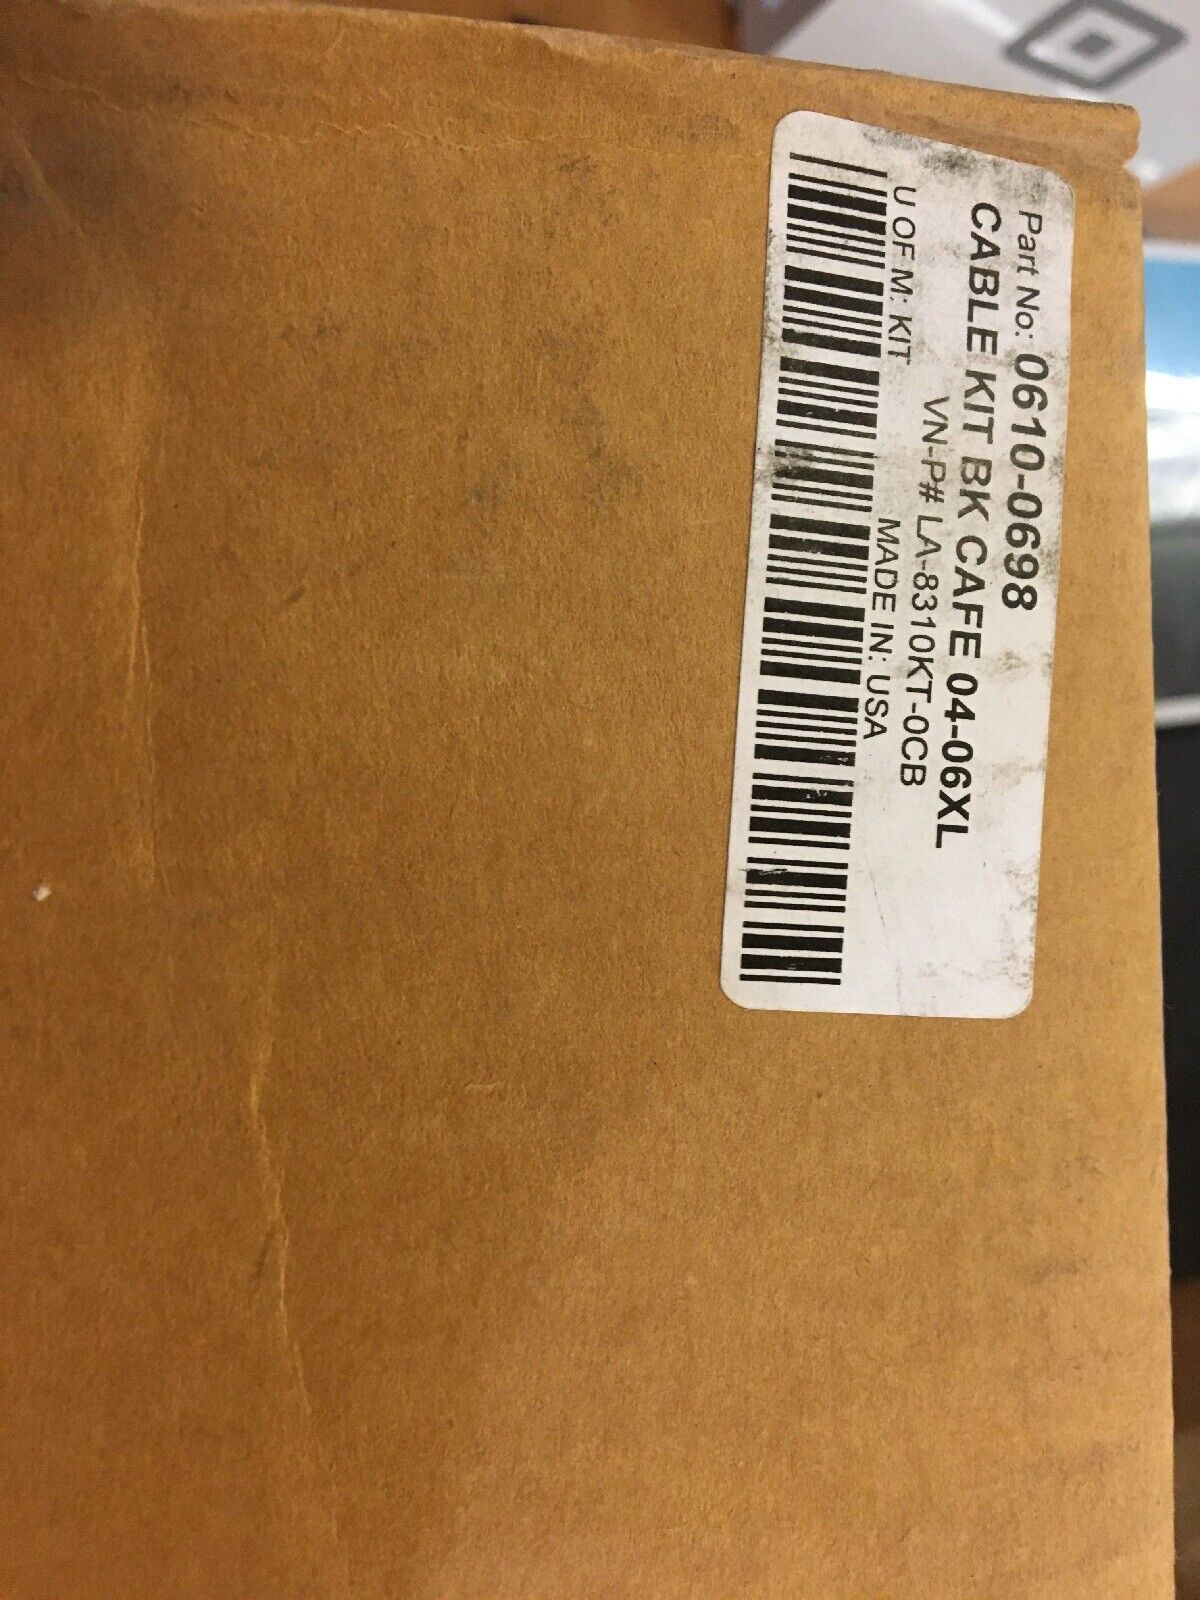 Part No: 0610-0698
CABLE KIT BK CAFE 04-06XL
VN-P# LA-8310KT-0CB
U OF M: KIT MADE IN: USA